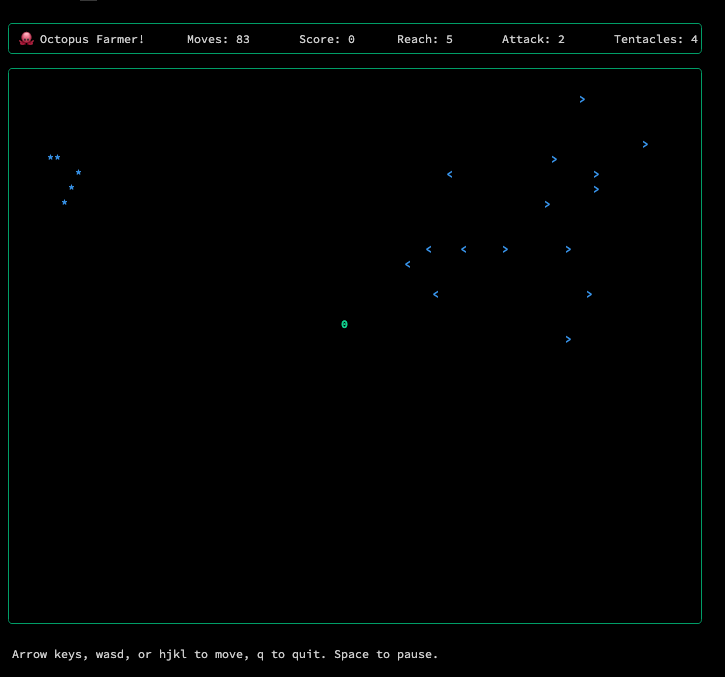 Octopus Farmer! Moves: 83 Score: 0 Reach: 5 Attack: 2 Tentacles: 4
>
>
** >
* < > 
* >
* >
< < > >
<
< >
0
>
Arrow keys, wasd, or hjkl to move, q to quit. Space to pause.